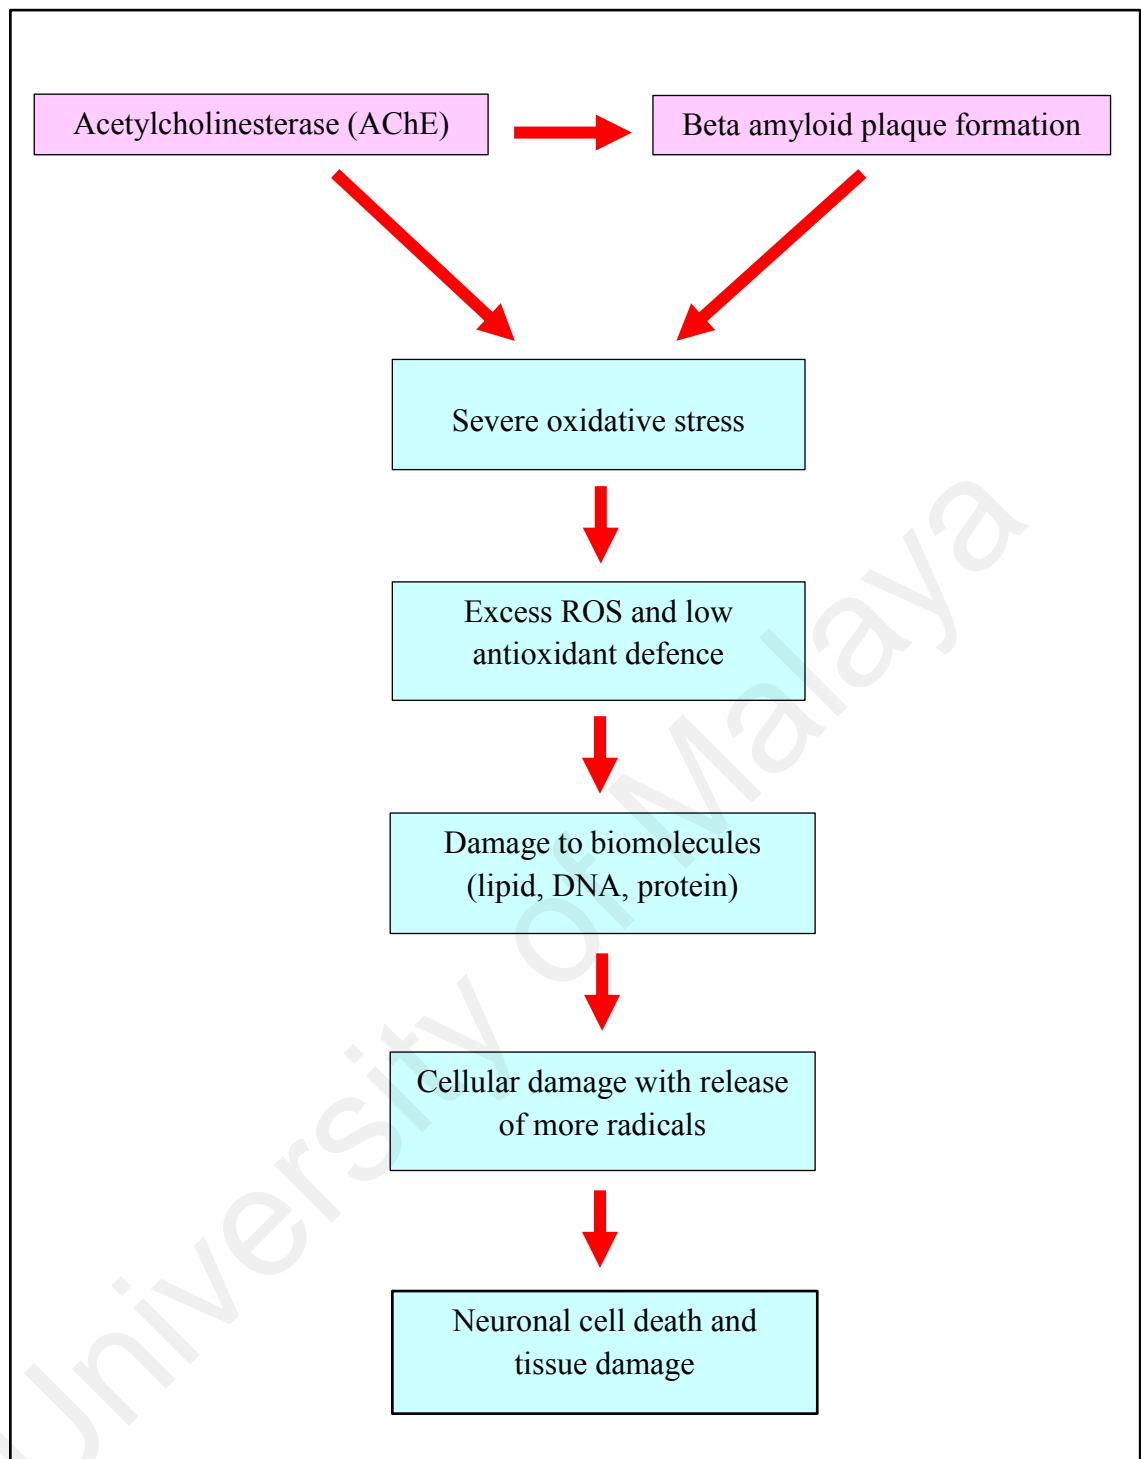 Acetylcholinesterase (AChE)
Beta amyloid plaque formation
Severe oxidative stress
Excess ROS and low
antioxidant defence
Damage to biomolecules
(lipid, DNA, protein)
Cellular damage with release
of more radicals
Neuronal cell death and
tissue damage
University of Malaya